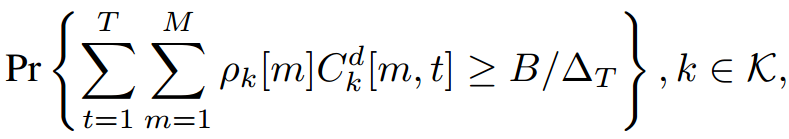 Pr { ∑_{t=1}^{T} ∑_{m=1}^{M} ρ_k[m] C_k^d[m, t] ≥ B/Δ_T } , k ∈ 𝒦,